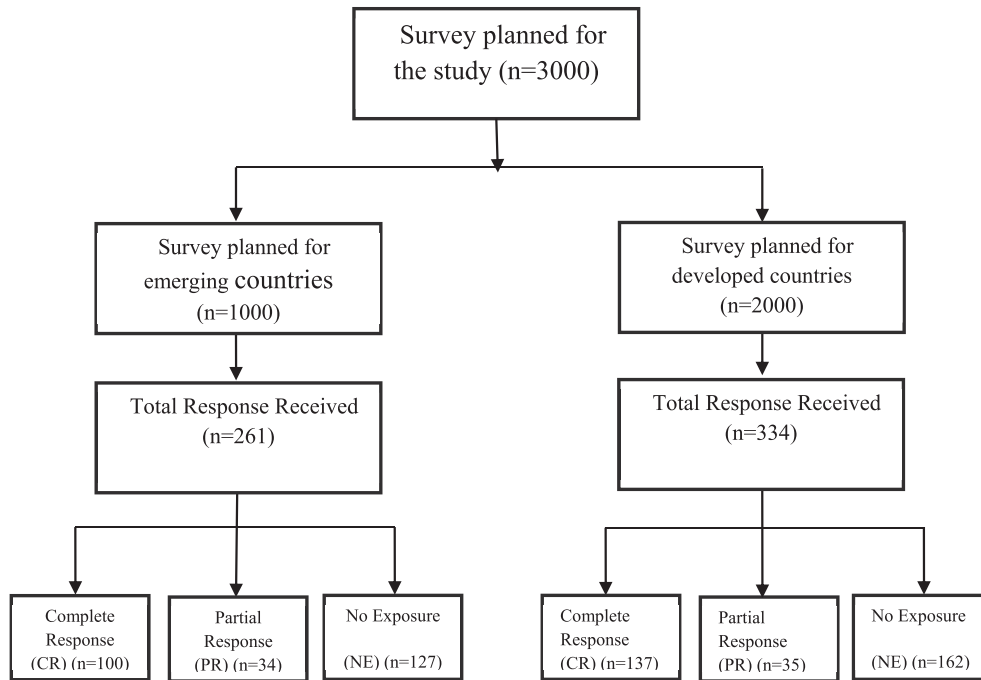 Survey planned for
the study (n=3000)
Survey planned for
emerging countries
(n=1000)
Survey planned for
developed countries
(n=2000)
Total Response Received
(n=261)
Total Response Received
(n=334)
Complete
Response
(CR) (n=100)
Partial
Response
(PR) (n=34)
No Exposure
(NE) (n=127)
Complete
Response
(CR) (n=137)
Partial
Response
(PR) (n=35)
No Exposure
(NE) (n=162)